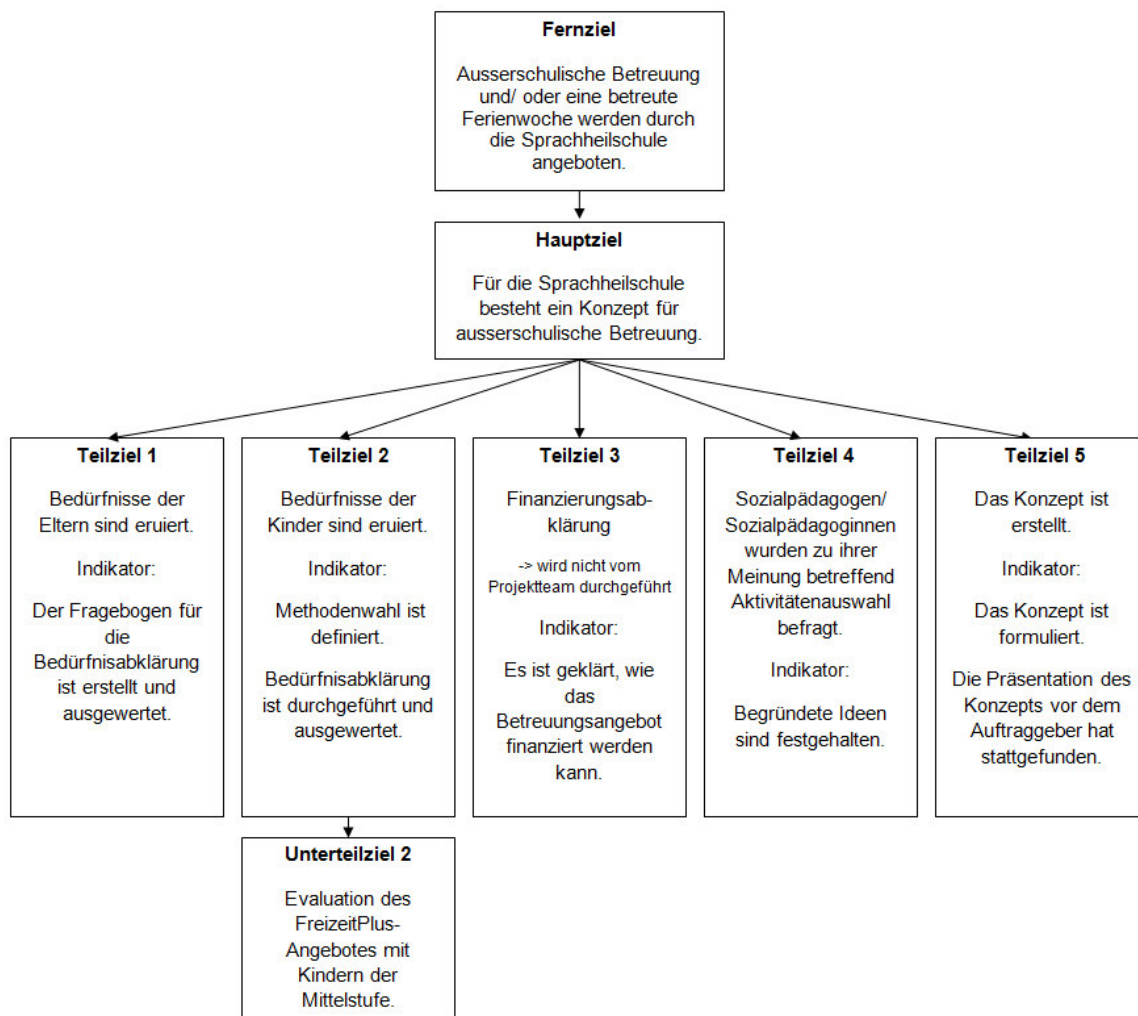 Fernziel
Ausserschulische Betreuung
und/ oder eine betreute
Ferienwoche werden durch
die Sprachheilschule
angeboten.
Hauptziel
Für die Sprachheilschule
besteht ein Konzept für
ausserschulische Betreuung.
Teilziel 1
Bedürfnisse der
Eltern sind eruiert.
Indikator:
Der Fragebogen für
die
Bedürfnisabklärung
ist erstellt und
ausgewertet.
Teilziel 2
Bedürfnisse der
Kinder sind eruiert.
Indikator:
Methodenwahl ist
definiert.
Bedürfnisabklärung
ist durchgeführt und
ausgewertet.
Teilziel 3
Finanzierungsab-
klärung
-> wird nicht vom
Projektteam durchgeführt
Indikator:
Es ist geklärt, wie
das
Betreuungsangebot
finanziert werden
kann.
Teilziel 4
Sozialpädagogen/
Sozialpädagoginnen
wurden zu ihrer
Meinung betreffend
Aktivitätenauswahl
befragt.
Indikator:
Begründete Ideen
sind festgehalten.
Teilziel 5
Das Konzept ist
erstellt.
Indikator:
Das Konzept ist
formuliert.
Die Präsentation des
Konzepts vor dem
Auftraggeber hat
stattgefunden.
Unterteilziel 2
Evaluation des
FreizeitPlus-
Angebotes mit
Kindern der
Mittelstufe.